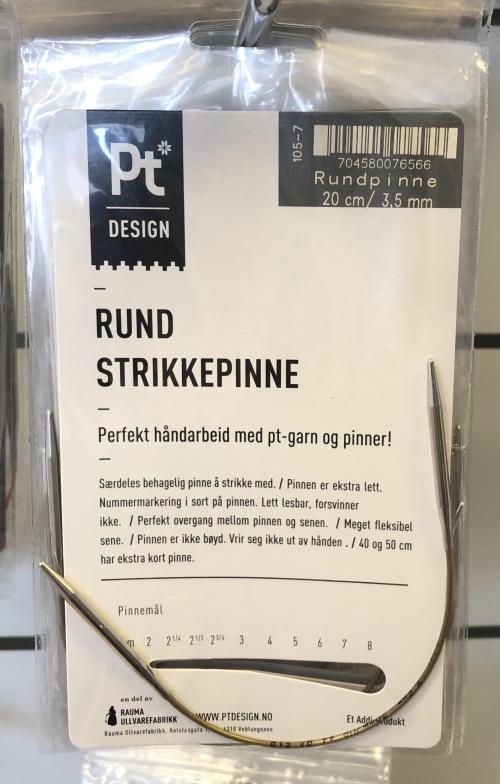 Pt
DESIGN
105-7
704580076566
Rundpinne
20 cm/ 3,5 mm
RUND
STRIKKEPINNE
Perfekt håndarbeid med pt-garn og pinner!
Særdeles behagelig pinne å strikke med. / Pinnen er ekstra lett.
Nummermarkering i sort på pinnen. Lett lesbar, forsvinner
ikke. / Perfekt overgang mellom pinnen og senen. / Meget fleksibel
sene. / Pinnen er ikke bøyd. Vrir seg ikke ut av hånden . / 40 og 50 cm
har ekstra kort pinne.
Pinnemål
2 2 1/4 2 1/2 2 3/4 3 4 5 6 7 8
en del av
RAUMA
ULLVAREFABRIKK
WWW.PTDESIGN.NO
Et Addi
Rauma Ullvarefabrikk. 6310 Veblungsnes